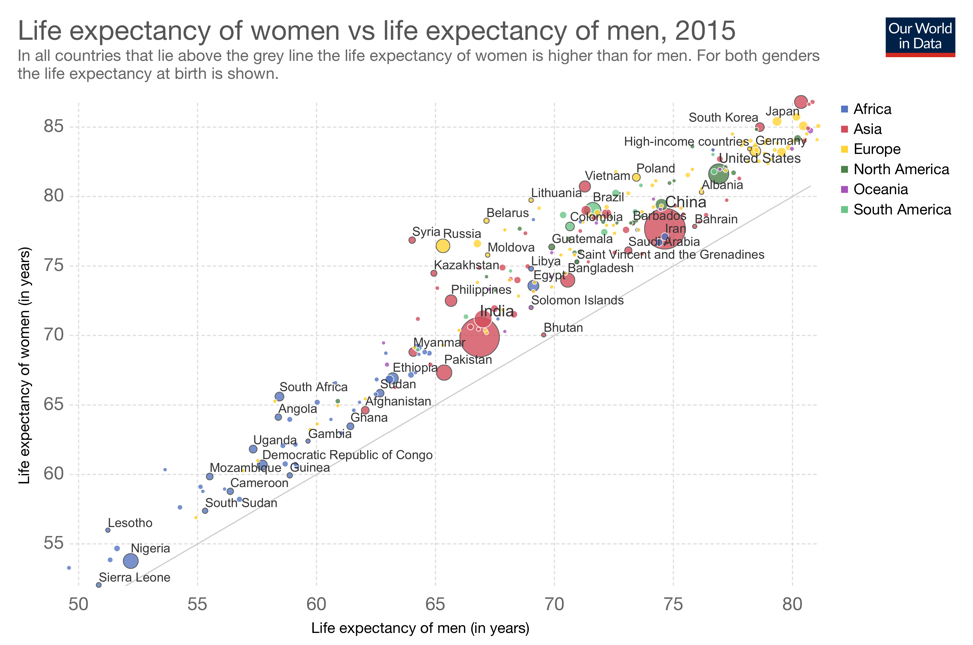 Life expectancy of women vs life expectancy of men, 2015
In all countries that lie above the grey line the life expectancy of women is higher than for men. For both genders
the life expectancy at birth is shown.
Our World
in Data
Life expectancy of women (in years)
85
80
75
70
65
60
55
50
55
60
65
70
75
80
Life expectancy of men (in years)
Japan
South Korea
High-income countries
Germany
United States
Vietnam
Poland
Albania
Lithuania
Brazil
China
Belarus
Colombia
Barbados
Bahrain
Iran
Syria
Russia
Guatemala
Saudi Arabia
Moldova
Saint Vincent and the Grenadines
Kazakhstan
Libya
Bangladesh
Egypt
Philippines
Solomon Islands
India
Bhutan
Myanmar
Pakistan
Ethiopia
Sudan
South Africa
Afghanistan
Angola
Ghana
Gambia
Uganda
Democratic Republic of Congo
Mozambique
Guinea
Cameroon
South Sudan
Lesotho
Nigeria
Sierra Leone
Africa
Asia
Europe
North America
Oceania
South America